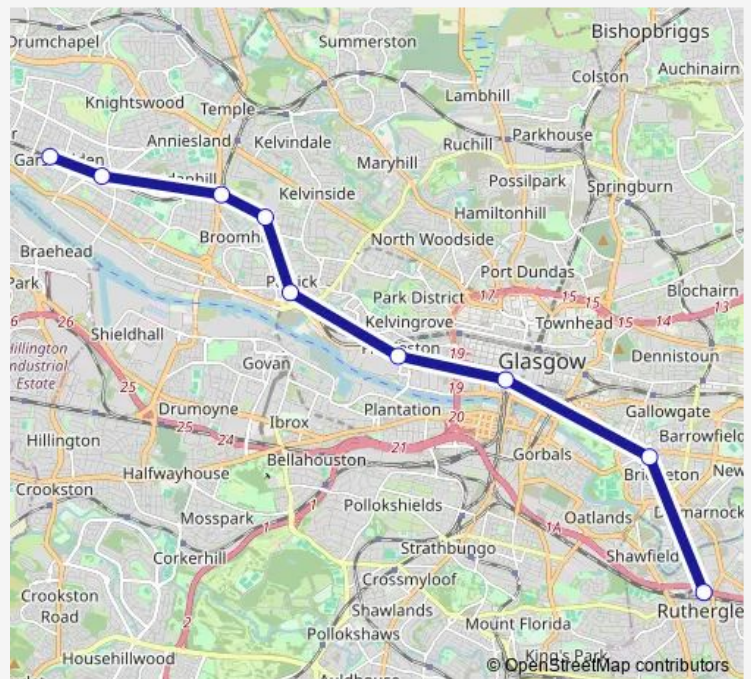 Drumchapel
Summerston
Bishopbriggs
Colston
Auchinairn
Knightswood
Temple
Lambhill
Anniesland
Kelvindale
Ruchill
Parkhouse
Maryhill
Kelvinside
Possilpark
Springburn
Hamiltonhill
Braehead
North Woodside
Port Dundas
Park
Park District
17
15
15
Blochairn
6
26
Kelvingrove
Townhead
15
14
13
Shieldhall
19
Hillington
Industrial
Estate
Govan
Glasgow
Dennistoun
25
19
Drumoyne
Ibrox
Plantation
20
Gallowgate
25
24
21
Barrowfield
Hillington
Bellahouston
Gorbals
Halfwayhouse
New
Crookston
Pollokshields
Mosspark
1
1
Oatlands
1A
Corkerhill
Strathbungo
Shawfield
Crossmyloof
Crookston
Road
2
Shawlands
Mount Florida
Pollokshaws
Householdwill
King's Park
© OpenStreetMap contributors